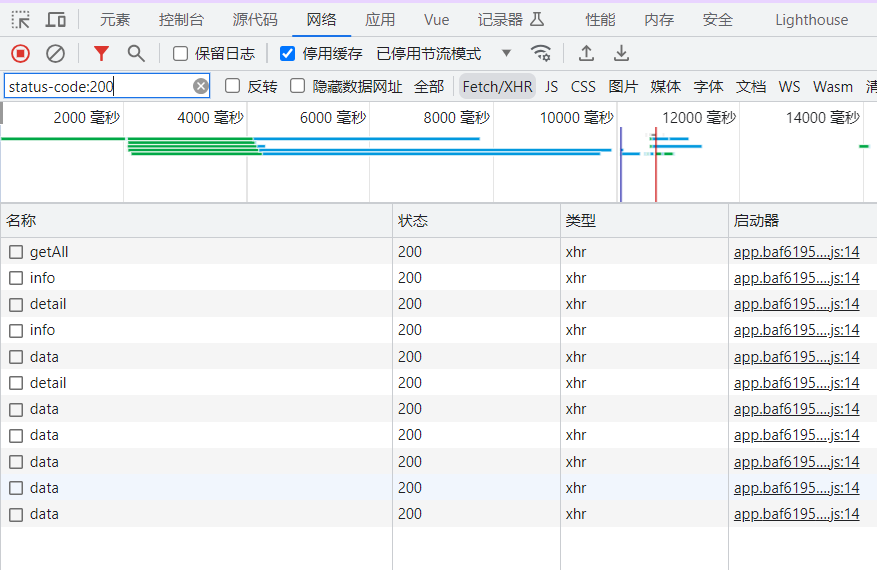 元素 控制台 源代码 网络 应用 Vue 记录器 性能 内存 安全 Lighthouse
保留日志 停用缓存 已停用节流模式
status-code:200 反转 隐藏数据网址 全部 Fetch/XHR JS CSS 图片 媒体 字体 文档 WS Wasm 清
2000 毫秒 4000 毫秒 6000 毫秒 8000 毫秒 10000 毫秒 12000 毫秒 14000 毫秒
名称 状态 类型 启动器
getAll 200 xhr app.baf6195....js:14
info 200 xhr app.baf6195....js:14
detail 200 xhr app.baf6195....js:14
info 200 xhr app.baf6195....js:14
data 200 xhr app.baf6195....js:14
detail 200 xhr app.baf6195....js:14
data 200 xhr app.baf6195....js:14
data 200 xhr app.baf6195....js:14
data 200 xhr app.baf6195....js:14
data 200 xhr app.baf6195....js:14
data 200 xhr app.baf6195....js:14